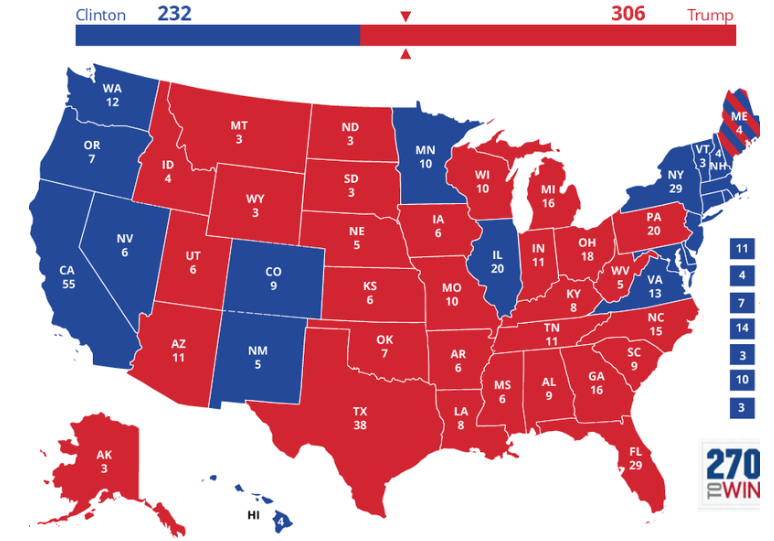 Clinton 232 306 Trump
WA
12
OR
7
CA
55
NV
6
ID
4
MT
3
WY
3
UT
6
AZ
11
CO
9
NM
5
ND
3
SD
3
NE
5
KS
6
OK
7
TX
38
MN
10
IA
6
MO
10
AR
6
LA
8
WI
10
IL
20
MI
16
IN
11
OH
18
KY
8
TN
11
MS
6
AL
9
GA
16
FL
29
SC
9
NC
15
VA
13
WV
5
PA
20
NY
29
VT
3
4
NH
ME
4
11
4
7
14
3
10
3
AK
3
HI
4
270
TOWIN